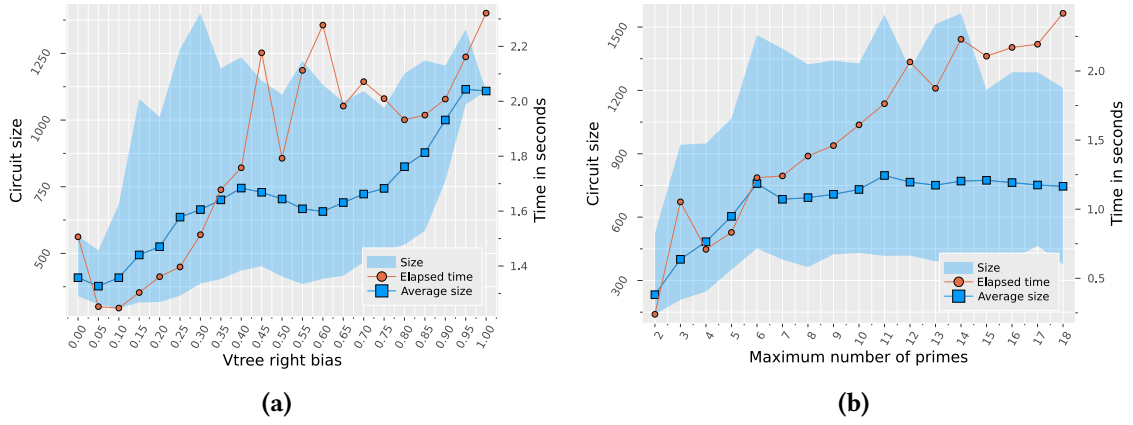 Circuit size
1250
1000
750
500
2.2
2.0
1.8
1.6
1.4
Time in seconds
Size
Elapsed time
Average size
0.00 0.05 0.10 0.15 0.20 0.25 0.30 0.35 0.40 0.45 0.50 0.55 0.60 0.65 0.70 0.75 0.80 0.85 0.90 0.95 1.00
Vtree right bias
(a)
Circuit size
1500
1200
900
600
300
2.0
1.5
1.0
0.5
Time in seconds
Size
Elapsed time
Average size
2 3 4 5 6 7 8 9 10 11 12 13 14 15 16 17 18
Maximum number of primes
(b)